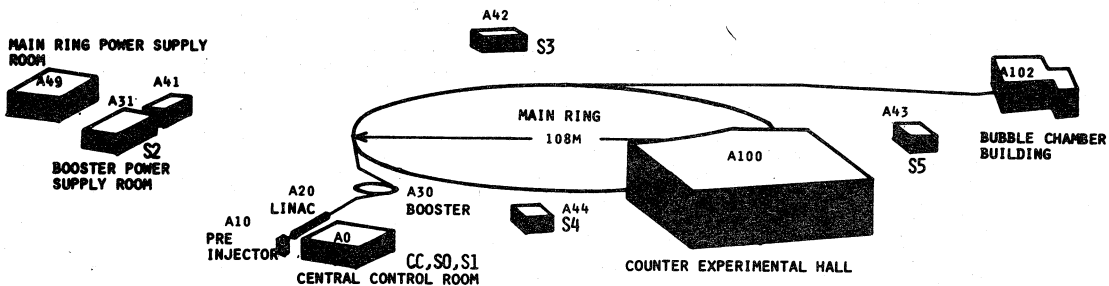 A42
S3
MAIN RING POWER SUPPLY
ROOM
A49
A41
A31
S2
BOOSTER POWER
SUPPLY ROOM
MAIN RING
108M
A102
A43
S5
BUBBLE CHAMBER
BUILDING
A100
A20
LINAC
A30
BOOSTER
A10
PRE
INJECTOR
A0
A44
S4
CC,S0,S1
CENTRAL CONTROL ROOM
COUNTER EXPERIMENTAL HALL